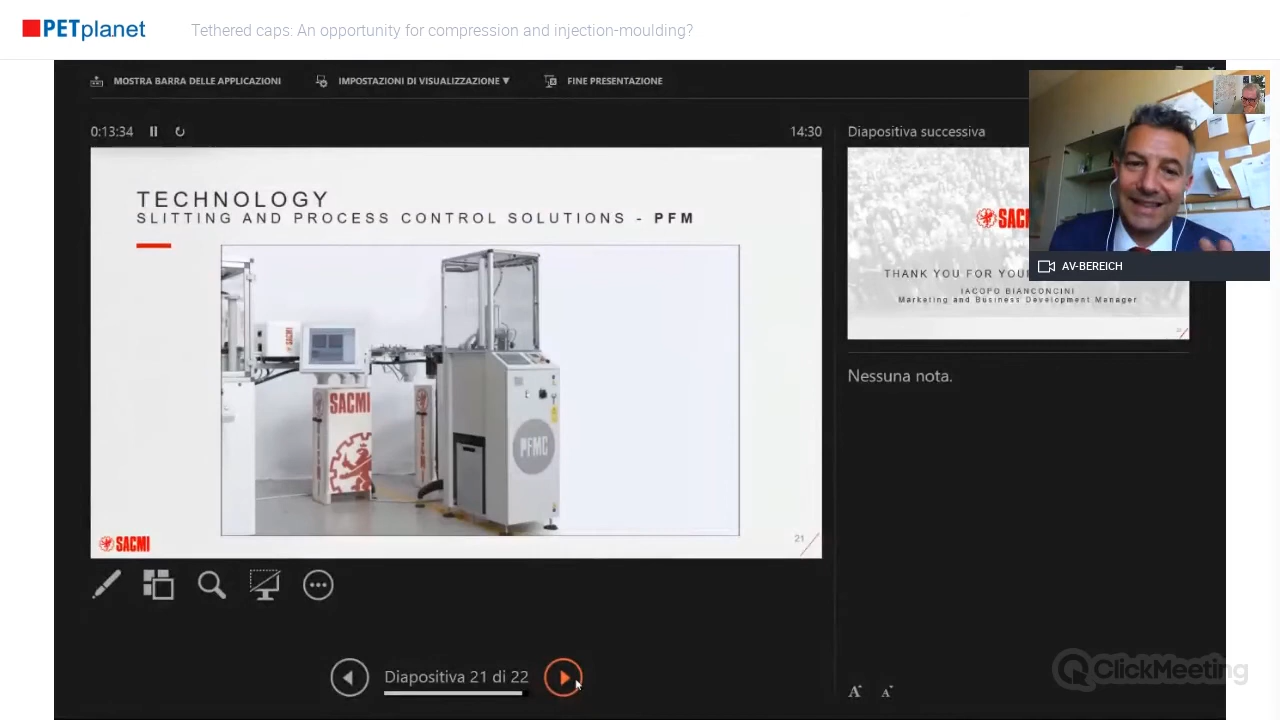 PETplanet
Tethered caps: An opportunity for compression and injection-moulding?
MOSTRA BARRA DELLE APPLICAZIONI
IMPOSTAZIONI DI VISUALIZZAZIONE ▼
FINE PRESENTAZIONE
0:13:34
14:30
Diapositiva successiva
TECHNOLOGY
SLITTING AND PROCESS CONTROL SOLUTIONS - PFM
SACMI
SACMI
PFMC
SACMI
21
SACMI
THANK YOU FOR YOUR
IACOPO BIANCONCINI
Marketing and Business Development Manager
AV-BEREICH
Nessuna nota.
Diapositiva 21 di 22
A A
ClickMeeting